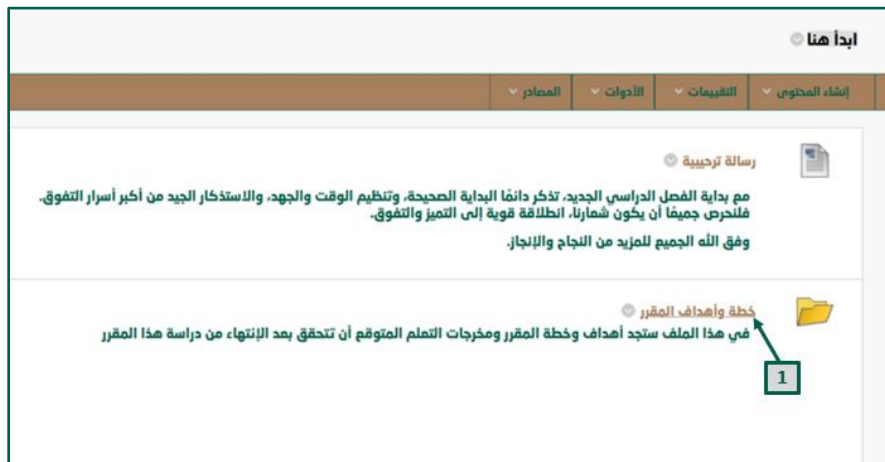 ابدأ هنا
إنشاء المحتوى التقييمات الأدوات المصادر
رسالة ترحيبية
مع بداية الفصل الدراسي الجديد، تذكر دائمًا البداية الصحيحة، وتنظيم الوقت والجهد، والاستذكار الجيد من أكبر أسرار التفوق.
فلنحرص جميعًا أن يكون شعارنا، انطلاقة قوية إلى التميز والتفوق.
وفق الله الجميع للمزيد من النجاح والإنجاز.
خطة وأهداف المقرر
في هذا الملف ستجد أهداف وخطة المقرر ومخرجات التعلم المتوقع أن تتحقق بعد الإنتهاء من دراسة هذا المقرر
1